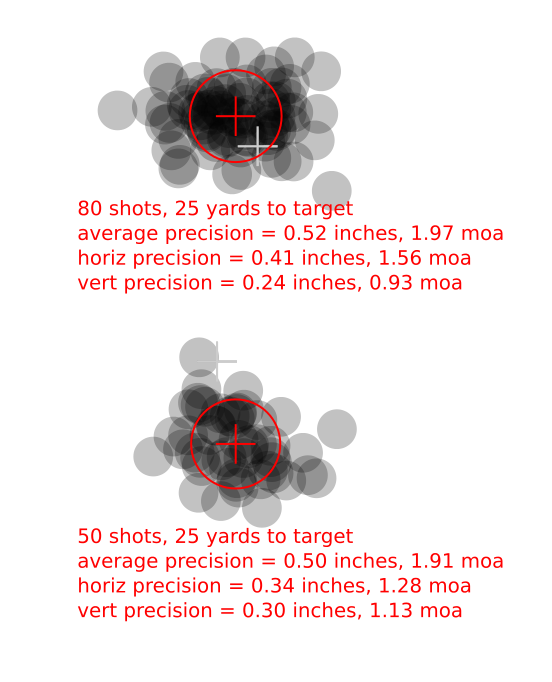 80 shots, 25 yards to target
average precision = 0.52 inches, 1.97 moa
horiz precision = 0.41 inches, 1.56 moa
vert precision = 0.24 inches, 0.93 moa
50 shots, 25 yards to target
average precision = 0.50 inches, 1.91 moa
horiz precision = 0.34 inches, 1.28 moa
vert precision = 0.30 inches, 1.13 moa